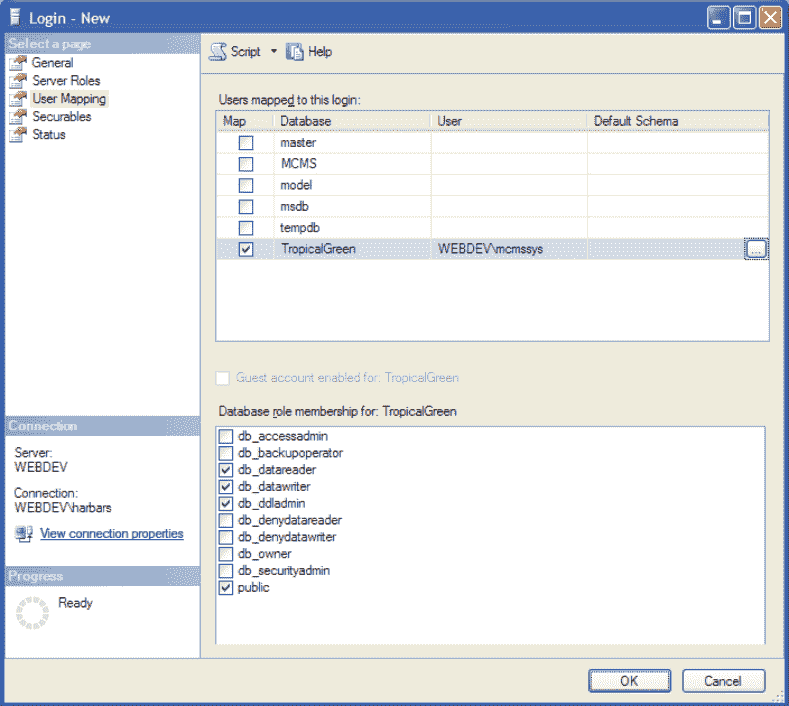 Login - New
Select a page
General
Server Roles
User Mapping
Securables
Status
Script Help
Users mapped to this login:
Map Database User Default Schema
master
MCMS
model
msdb
tempdb
TropicalGreen WEBDEV\mcmssys ...
Guest account enabled for: TropicalGreen
Database role membership for: TropicalGreen
db_accessadmin
db_backupoperator
db_datareader
db_datawriter
db_ddladmin
db_denydatareader
db_denydatawriter
db_owner
db_securityadmin
public
Connection
Server:
WEBDEV
Connection:
WEBDEV\harbars
View connection properties
Progress
Ready
OK Cancel